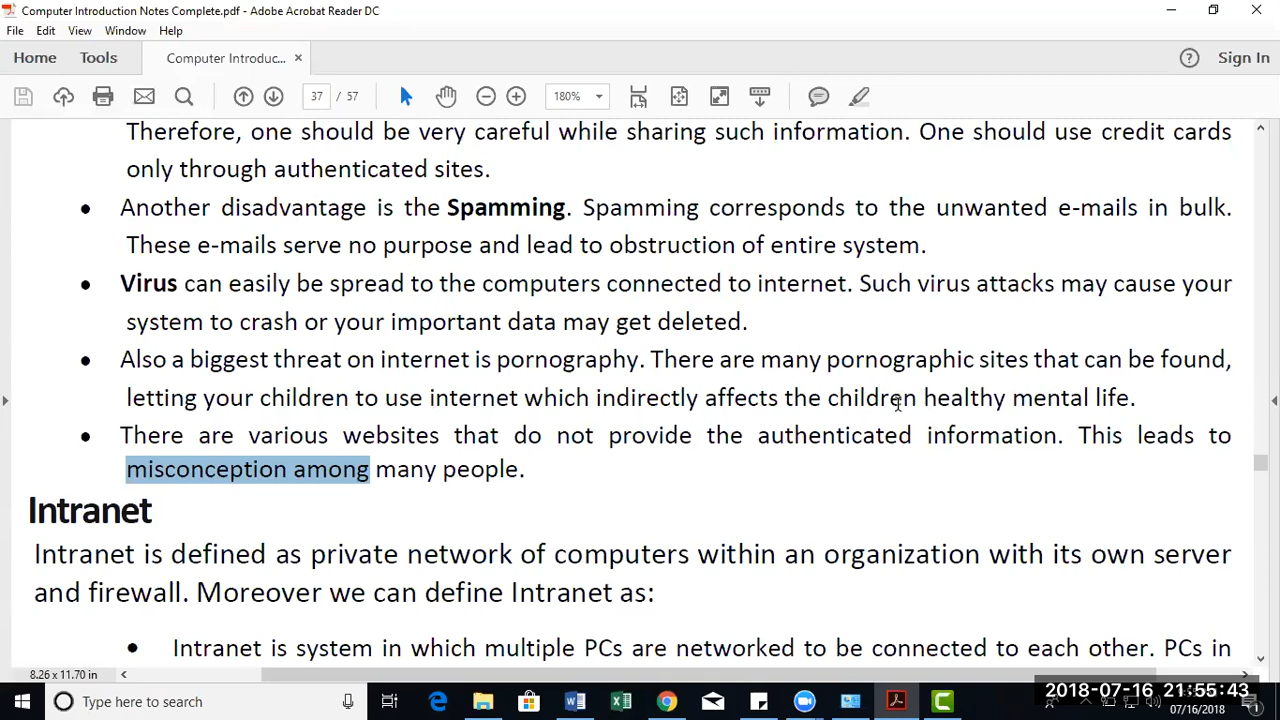 Computer Introduction Notes Complete.pdf - Adobe Acrobat Reader DC
File Edit View Window Help
Home Tools Computer Introduc... × Sign In
37 / 57 180%
Therefore, one should be very careful while sharing such information. One should use credit cards
only through authenticated sites.
• Another disadvantage is the Spamming. Spamming corresponds to the unwanted e-mails in bulk.
These e-mails serve no purpose and lead to obstruction of entire system.
• Virus can easily be spread to the computers connected to internet. Such virus attacks may cause your
system to crash or your important data may get deleted.
• Also a biggest threat on internet is pornography. There are many pornographic sites that can be found,
letting your children to use internet which indirectly affects the children healthy mental life.
• There are various websites that do not provide the authenticated information. This leads to
misconception among many people.
Intranet
Intranet is defined as private network of computers within an organization with its own server
and firewall. Moreover we can define Intranet as:
• Intranet is system in which multiple PCs are networked to be connected to each other. PCs in
8.26 x 11.70 in
Type here to search
2018-07-16 21:55:43
07/16/2018